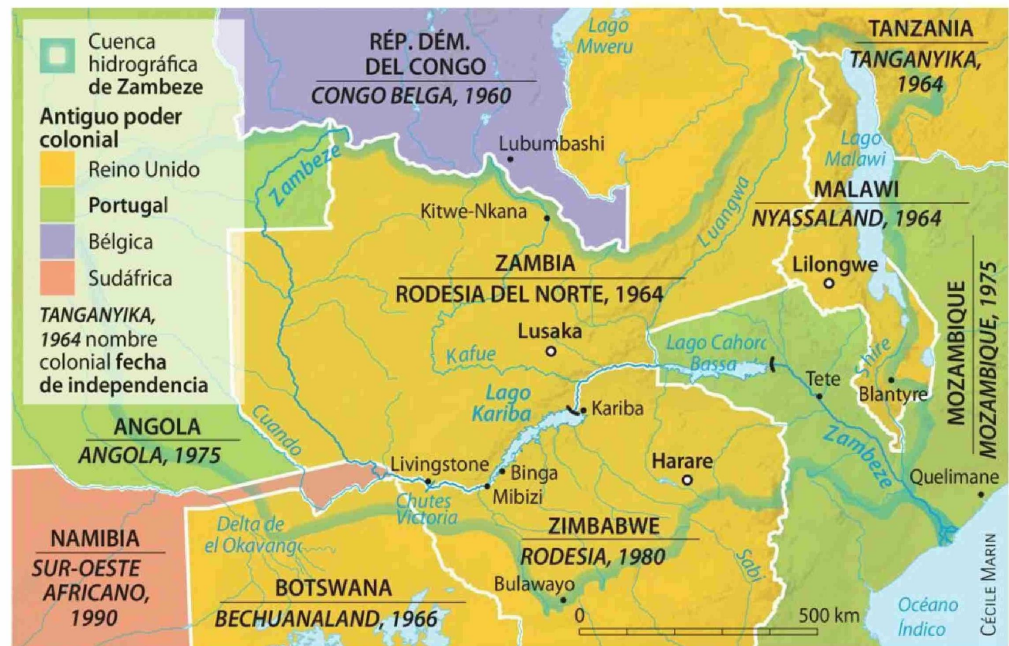 Cuenca
hidrográfica
de Zambeze
Antiguo poder
colonial
Reino Unido
Portugal
Bélgica
Sudáfrica
TANGANYIKA,
1964 nombre
colonial fecha
de independencia
RÉP. DÉM.
DEL CONGO
CONGO BELGA, 1960
Lago
Mweru
TANZANIA
TANGANYIKA,
1964
Zambeze
Lubumbashi
Lago
Malawi
Luangwa
MALAWI
NYASSALAND, 1964
Kitwe-Nkana
ZAMBIA
RODESIA DEL NORTE, 1964
Lilongwe
Lusaka
Kafue
Lago Cahora
Bassa
MOZAMBIQUE
MOZAMBIQUE, 1975
Shire
Tete
Blantyre
Lago
Kariba
Kariba
Zambeze
ANGOLA
ANGOLA, 1975
Cuando
Livingstone
Binga
Mibizi
Chutes
Victoria
Harare
Quelimane
Delta de
el Okavango
ZIMBABWE
RODESIA, 1980
Sabi
NAMIBIA
SUR-OESTE
AFRICANO,
1990
BOTSWANA
BECHUANALAND, 1966
Bulawayo
0 500 km
Océano
Índico
CÉCILE MARIN